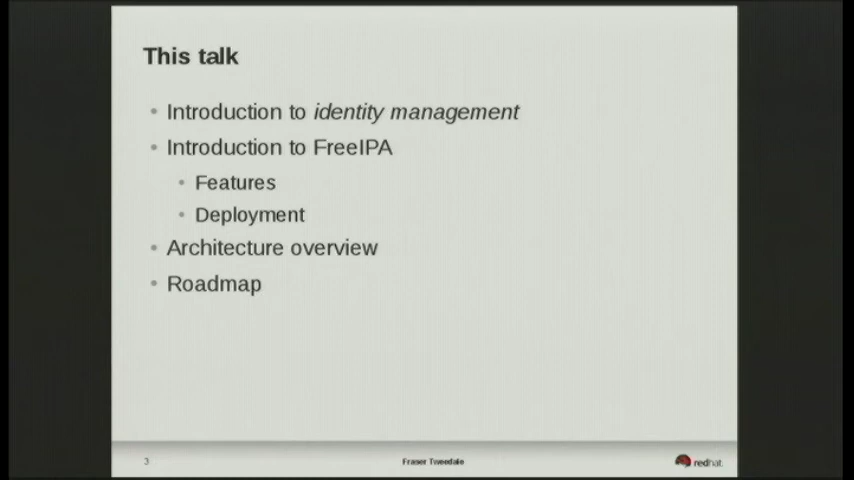 This talk
Introduction to identity management
Introduction to FreeIPA
Features
Deployment
Architecture overview
Roadmap
3
Fraser Tweedale
redhat.